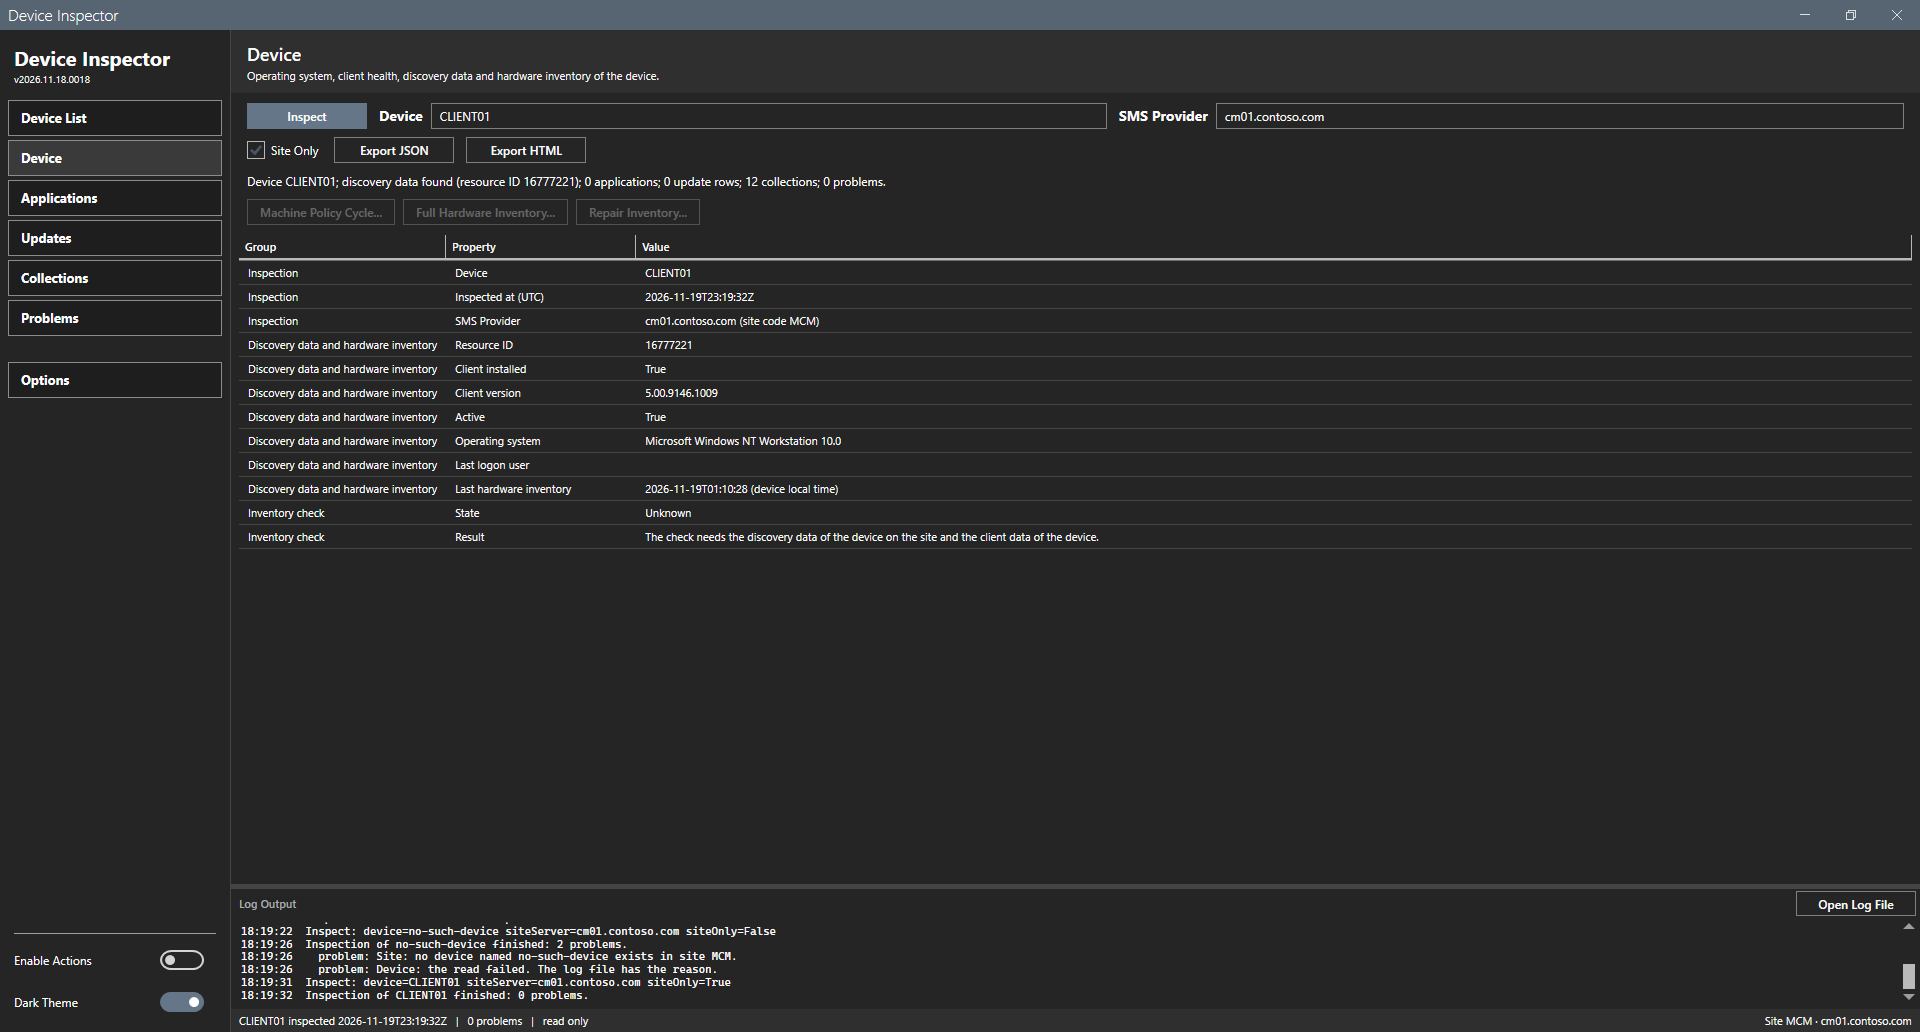 Device Inspector
Device Inspector
v2026.11.18.0018
Device List
Device
Applications
Updates
Collections
Problems
Options
Enable Actions
Dark Theme
Device
Operating system, client health, discovery data and hardware inventory of the device.
Inspect Device CLIENT01 SMS Provider cm01.contoso.com
Site Only Export JSON Export HTML
Device CLIENT01; discovery data found (resource ID 16777221); 0 applications; 0 update rows; 12 collections; 0 problems.
Machine Policy Cycle... Full Hardware Inventory... Repair Inventory...
Group Property Value
Inspection Device CLIENT01
Inspection Inspected at (UTC) 2026-11-19T23:19:32Z
Inspection SMS Provider cm01.contoso.com (site code MCM)
Discovery data and hardware inventory Resource ID 16777221
Discovery data and hardware inventory Client installed True
Discovery data and hardware inventory Client version 5.00.9146.1009
Discovery data and hardware inventory Active True
Discovery data and hardware inventory Operating system Microsoft Windows NT Workstation 10.0
Discovery data and hardware inventory Last logon user
Discovery data and hardware inventory Last hardware inventory 2026-11-19T01:10:28 (device local time)
Inventory check State Unknown
Inventory check Result The check needs the discovery data of the device on the site and the client data of the device.
Log Output Open Log File
18:19:22 Inspect: device=no-such-device siteServer=cm01.contoso.com siteOnly=False
18:19:26 Inspection of no-such-device finished: 2 problems.
18:19:26 problem: Site: no device named no-such-device exists in site MCM.
18:19:26 problem: Device: the read failed. The log file has the reason.
18:19:31 Inspect: device=CLIENT01 siteServer=cm01.contoso.com siteOnly=True
18:19:32 Inspection of CLIENT01 finished: 0 problems.
CLIENT01 inspected 2026-11-19T23:19:32Z | 0 problems | read only Site MCM · cm01.contoso.com